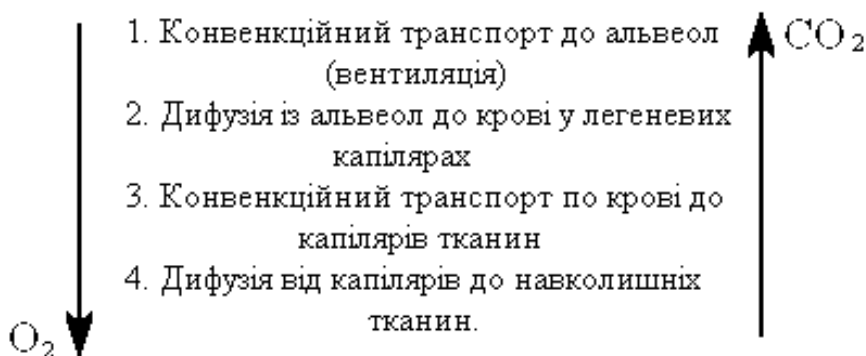 1. Конвенкційний транспорт до альвеол
(вентиляція)
2. Дифузія із альвеол до крові у легеневих
капілярах
3. Конвенкційний транспорт по крові до
капілярів тканин
4. Дифузія від капілярів до навколишніх
тканин.
O₂
CO₂